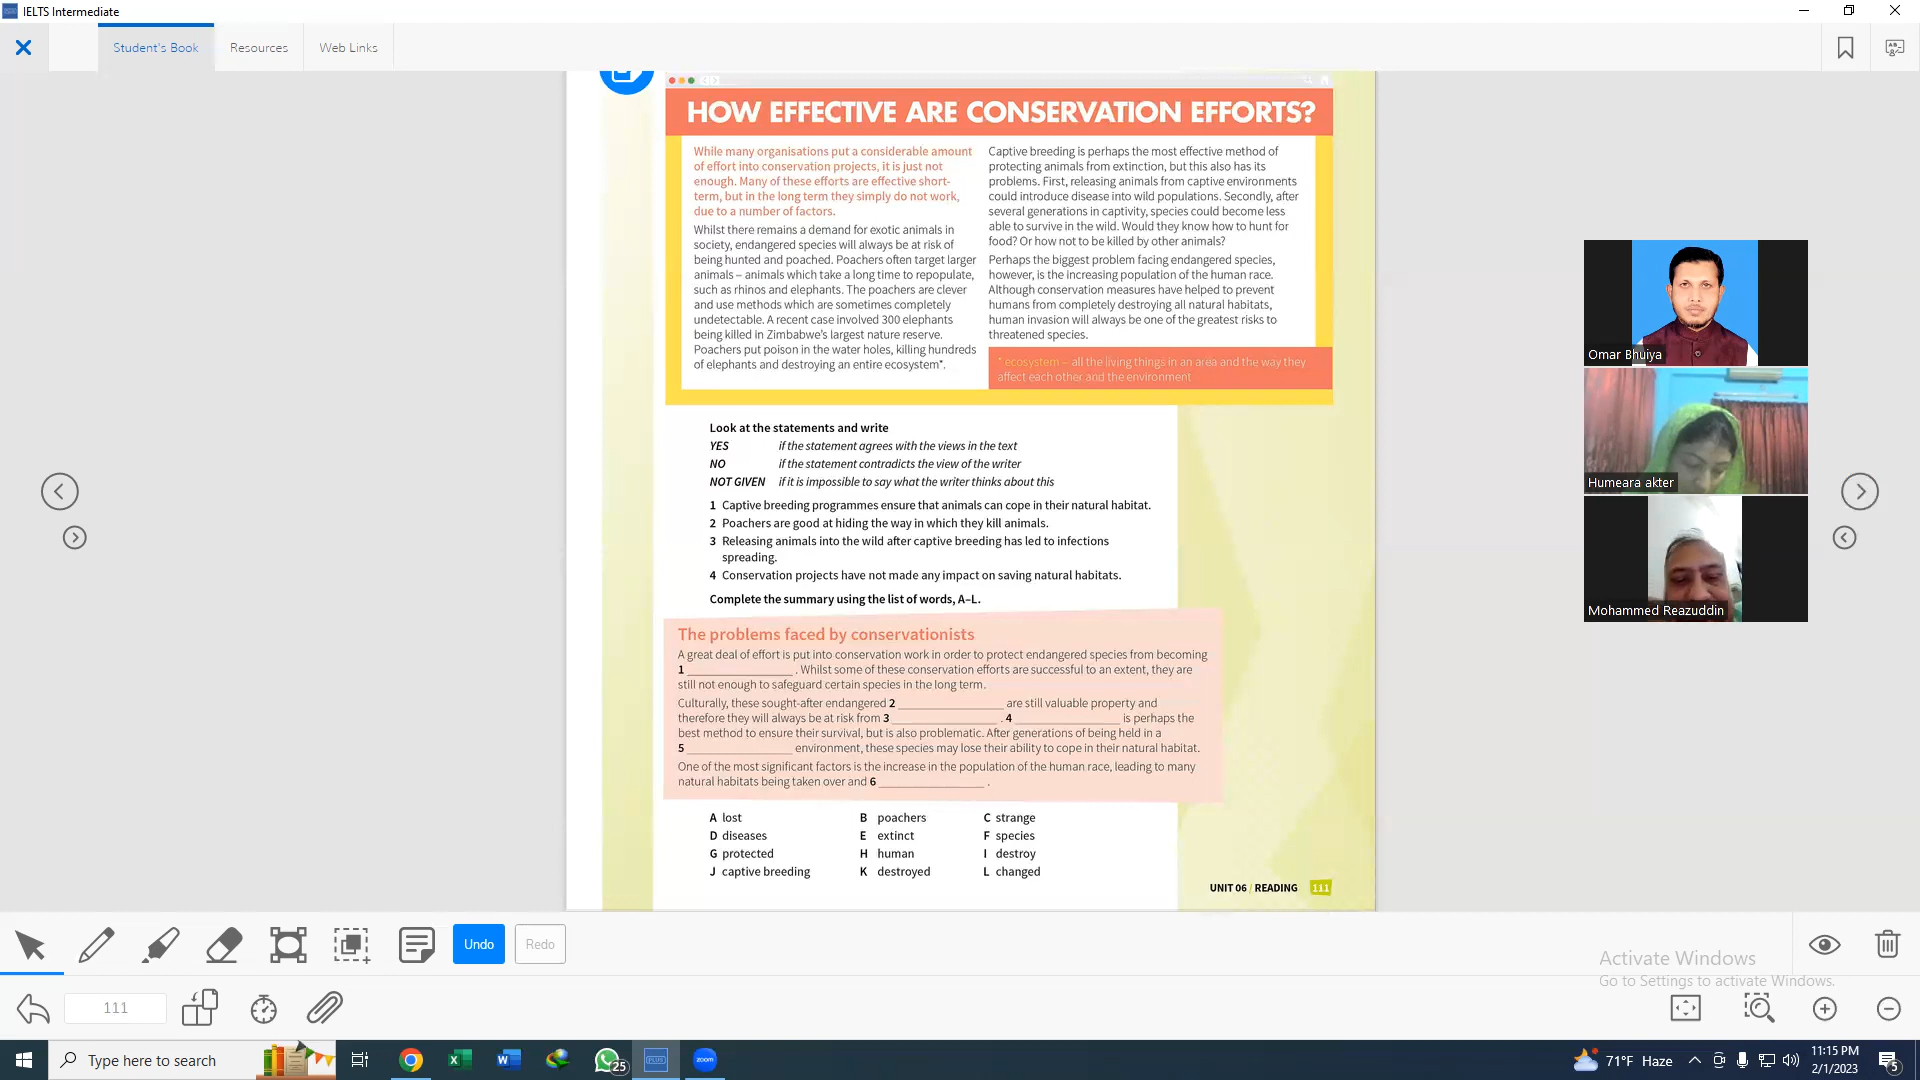 IELTS Intermediate
Student's Book
Resources
Web Links
HOW EFFECTIVE ARE CONSERVATION EFFORTS?
While many organisations put a considerable amount
of effort into conservation projects, it is just not
enough. Many of these efforts are effective short-
term, but in the long term they simply do not work,
due to a number of factors.
Whilst there remains a demand for exotic animals in
society, endangered species will always be at risk of
being hunted and poached. Poachers often target larger
animals – animals which take a long time to repopulate,
such as rhinos and elephants. The poachers are clever
and use methods which are sometimes completely
undetectable. A recent case involved 300 elephants
being killed in Zimbabwe's largest nature reserve.
Poachers put poison in the water holes, killing hundreds
of elephants and destroying an entire ecosystem*.
Captive breeding is perhaps the most effective method of
protecting animals from extinction, but this also has its
problems. First, releasing animals from captive environments
could introduce disease into wild populations. Secondly, after
several generations in captivity, species could become less
able to survive in the wild. Would they know how to hunt for
food? Or how not to be killed by other animals?
Perhaps the biggest problem facing endangered species,
however, is the increasing population of the human race.
Although conservation measures have helped to prevent
humans from completely destroying all natural habitats,
human invasion will always be one of the greatest risks to
threatened species.
* ecosystem – all the living things in an area and the way they
affect each other and the environment
Look at the statements and write
YES if the statement agrees with the views in the text
NO if the statement contradicts the view of the writer
NOT GIVEN if it is impossible to say what the writer thinks about this
1 Captive breeding programmes ensure that animals can cope in their natural habitat.
2 Poachers are good at hiding the way in which they kill animals.
3 Releasing animals into the wild after captive breeding has led to infections
spreading.
4 Conservation projects have not made any impact on saving natural habitats.
Complete the summary using the list of words, A–L.
The problems faced by conservationists
A great deal of effort is put into conservation work in order to protect endangered species from becoming
1 ________________ . Whilst some of these conservation efforts are successful to an extent, they are
still not enough to safeguard certain species in the long term.
Culturally, these sought-after endangered 2 ________________ are still valuable property and
therefore they will always be at risk from 3 ________________ . 4 ________________ is perhaps the
best method to ensure their survival, but is also problematic. After generations of being held in a
5 ________________ environment, these species may lose their ability to cope in their natural habitat.
One of the most significant factors is the increase in the population of the human race, leading to many
natural habitats being taken over and 6 ________________ .
A lost B poachers C strange
D diseases E extinct F species
G protected H human I destroy
J captive breeding K destroyed L changed
UNIT 06 / READING 111
Omar Bhuiya
Humeara akter
Mohammed Reazuddin
Undo
Redo
Activate Windows
Go to Settings to activate Windows.
111
Type here to search
25
PLUS
zoom
71°F Haze
11:15 PM
2/1/2023
5